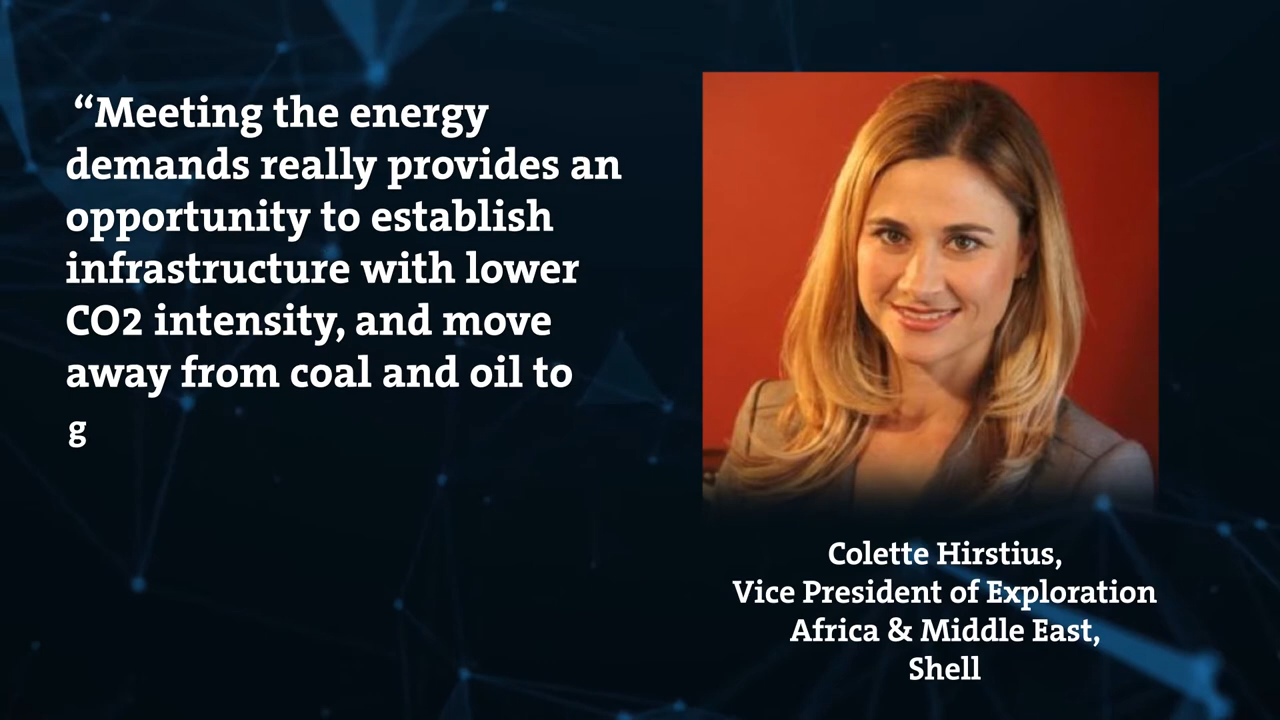 “Meeting the energy
demands really provides an
opportunity to establish
infrastructure with lower
CO2 intensity, and move
away from coal and oil to
g
Colette Hirstius,
Vice President of Exploration
Africa & Middle East,
Shell